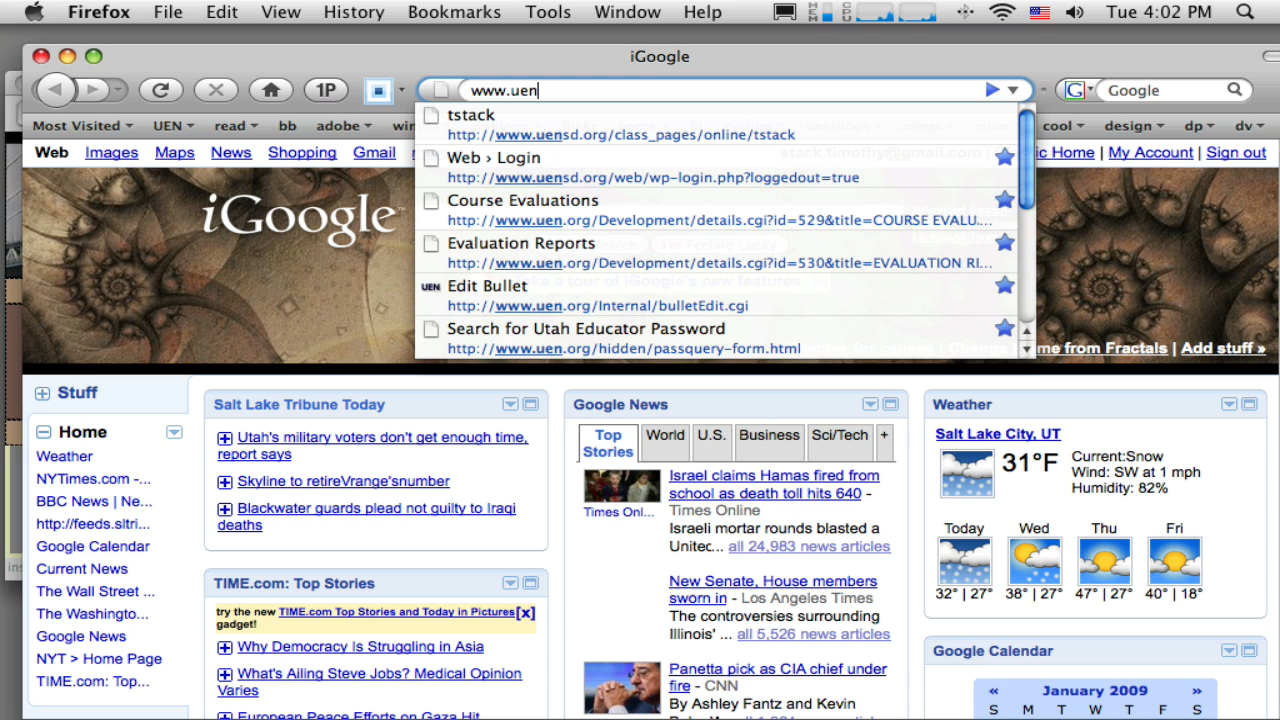 Firefox File Edit View History Bookmarks Tools Window Help Tue 4:02 PM
iGoogle
1P www.uen Google
Most Visited UEN read bb adobe cool design dp dv
tstack
http://www.uensd.org/class_pages/online/tstack
Web › Login
http://www.uensd.org/web/wp-login.php?loggedout=true
Course Evaluations
http://www.uen.org/Development/details.cgi?id=529&title=COURSE EVALU...
Evaluation Reports
http://www.uen.org/Development/details.cgi?id=530&title=EVALUATION RE...
UEN Edit Bullet
http://www.uen.org/Internal/bulletEdit.cgi
Search for Utah Educator Password
http://www.uen.org/hidden/passquery-form.html
Web Images Maps News Shopping Gmail
stack.timothy@gmail.com | Home | My Account | Sign out
iGoogle™
me from Fractals | Add stuff »
Stuff
Home
Weather
NYTimes.com -...
BBC News | Ne...
http://feeds.sltri...
Google Calendar
Current News
The Wall Street ...
The Washingto...
Google News
NYT > Home Page
TIME.com: Top...
Salt Lake Tribune Today
Utah's military voters don't get enough time,
report says
Skyline to retireVrange'snumber
Blackwater guards plead not guilty to Iraqi
deaths
TIME.com: Top Stories
try the new TIME.com Top Stories and Today in Pictures[x]
gadget!
Why Democracy Is Struggling in Asia
What's Ailing Steve Jobs? Medical Opinion
Varies
European Peace Efforts on Gaza Hit
Google News
Top
Stories
World U.S. Business Sci/Tech +
Israel claims Hamas fired from
school as death toll hits 640 -
Times Online
Israeli mortar rounds blasted a
Unitec... all 24,983 news articles
Times Onl...
New Senate, House members
sworn in - Los Angeles Times
The controversies surrounding
Illinois' ... all 5,526 news articles
Panetta pick as CIA chief under
fire - CNN
By Abbey Fantz and Kevin
Weather
Salt Lake City, UT
31°F
Current:Snow
Wind: SW at 1 mph
Humidity: 82%
Today Wed Thu Fri
32° | 27° 38° | 27° 47° | 27° 40° | 18°
Google Calendar
« January 2009 »
S M T W T F S